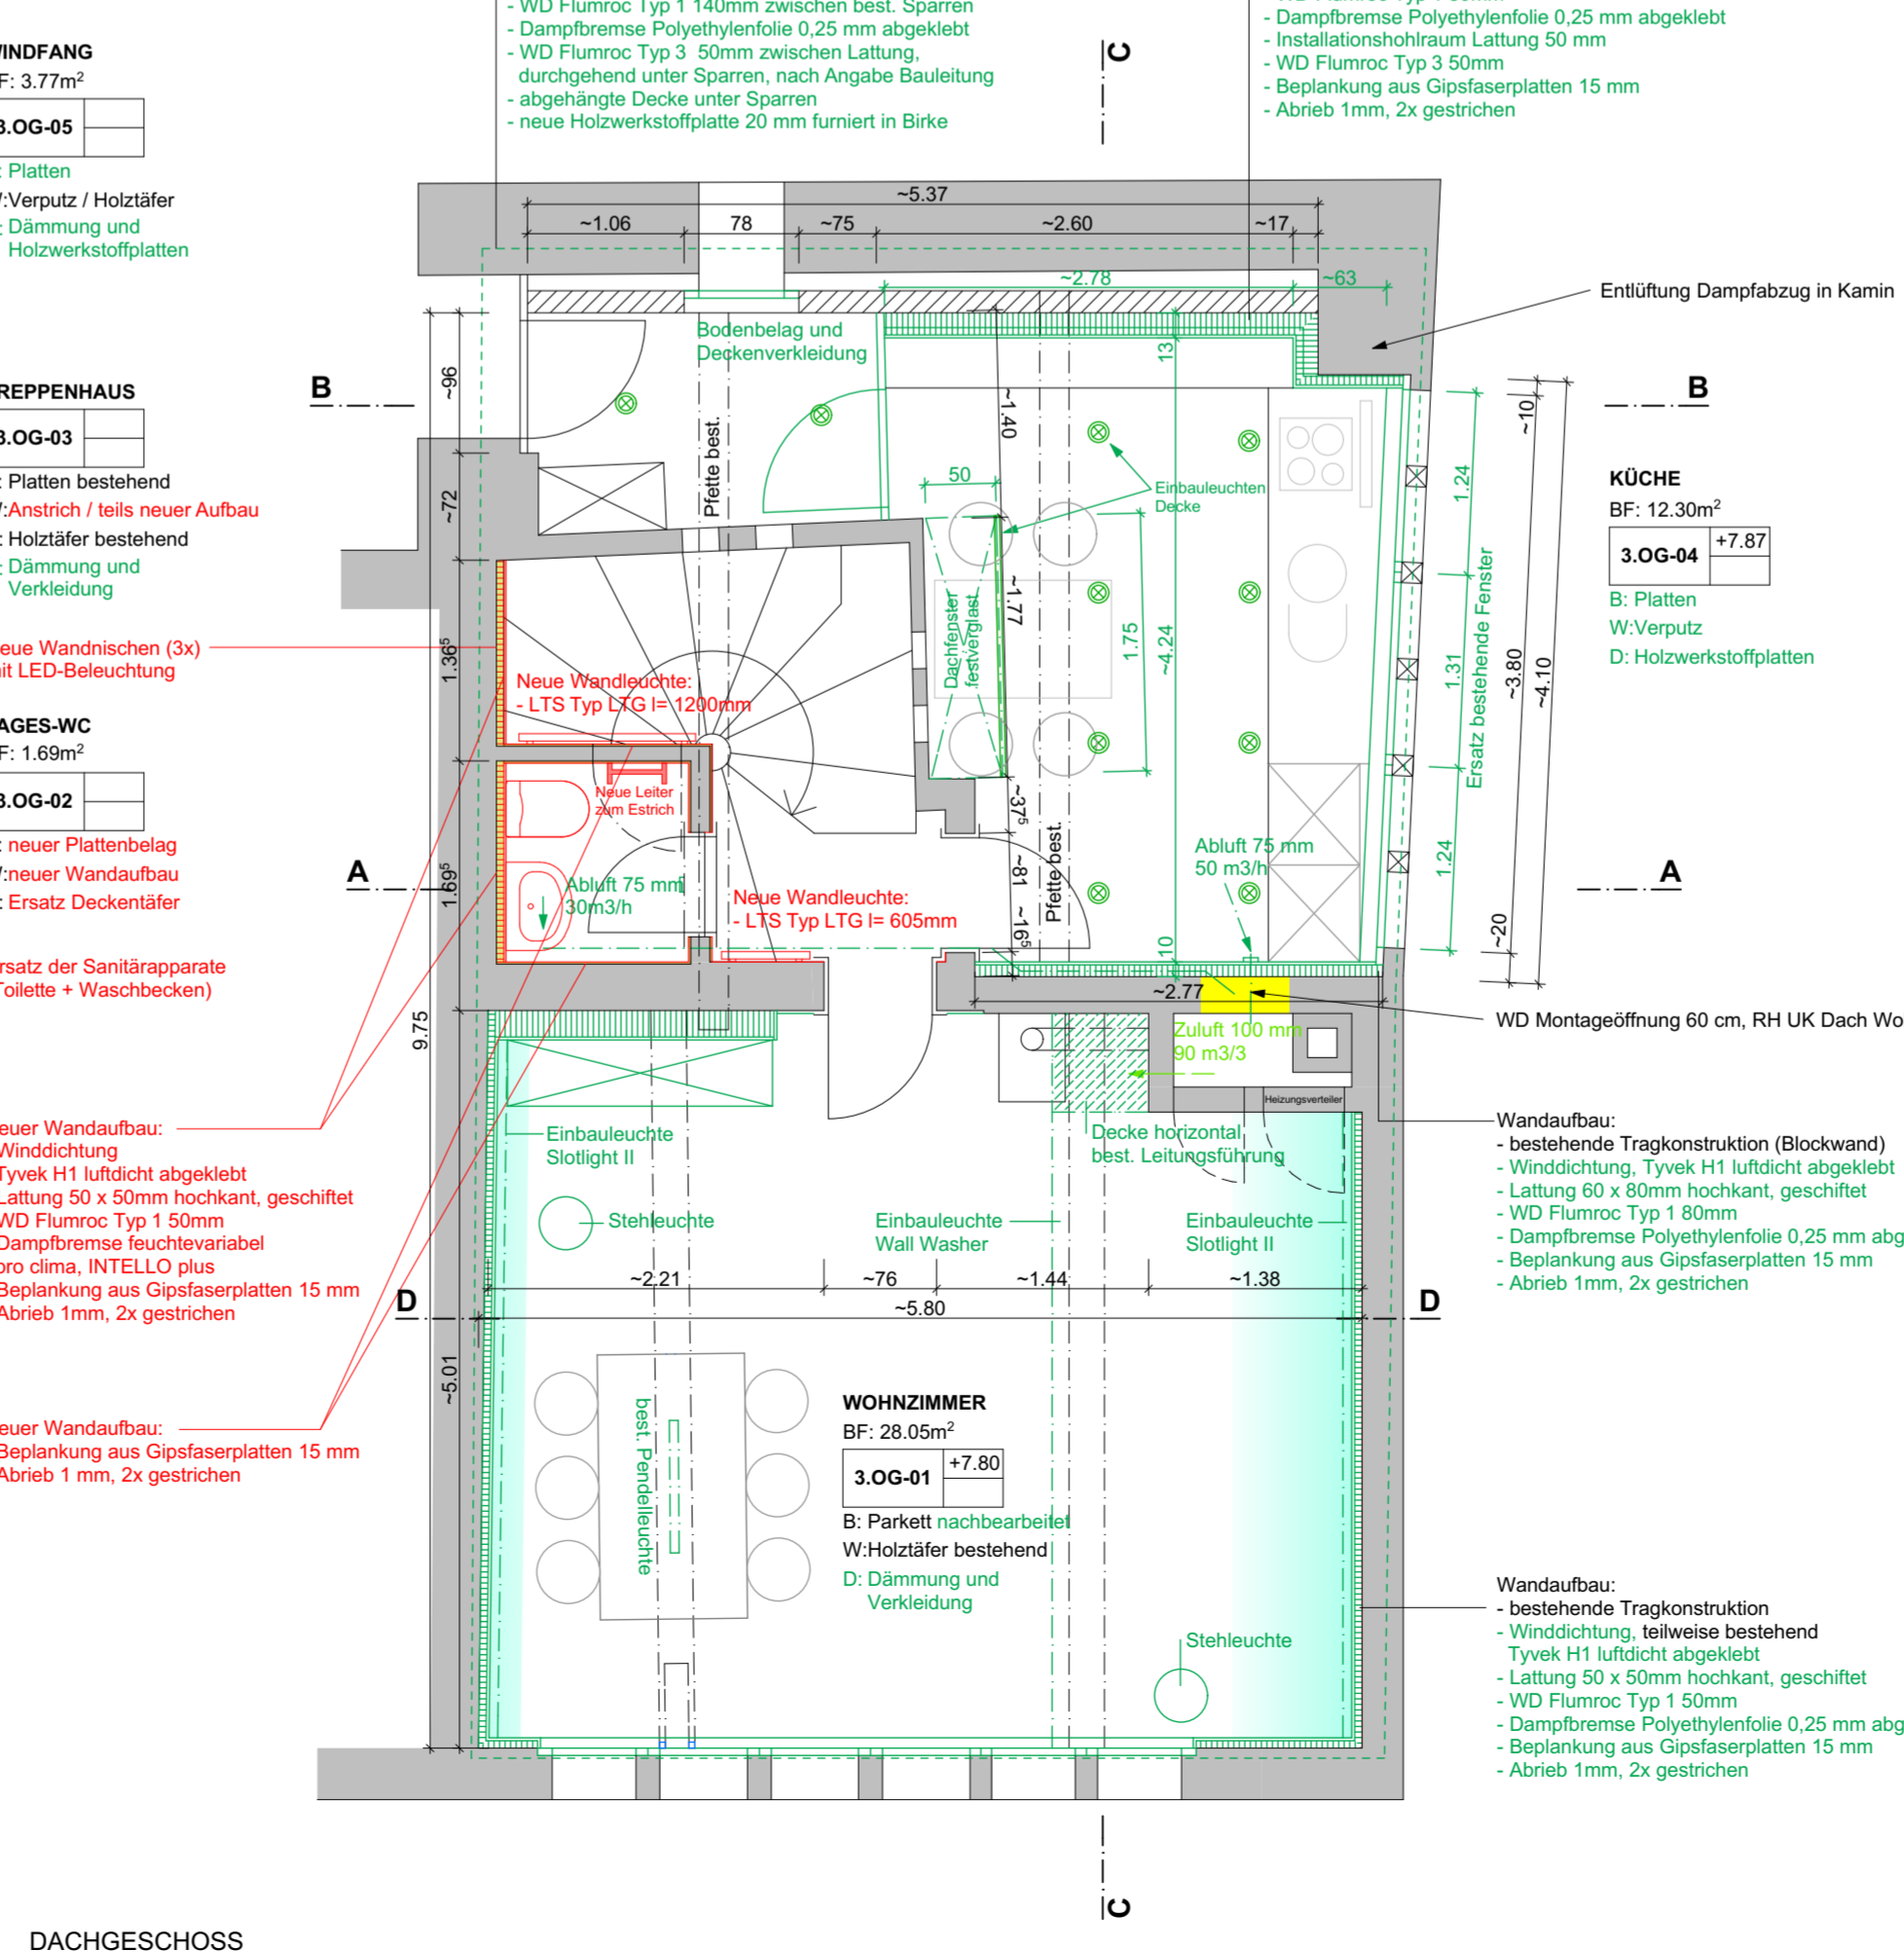 - WD Flumroc Typ 1 140mm zwischen best. Sparren
- Dampfbremse Polyethylenfolie 0,25 mm abgeklebt
- WD Flumroc Typ 3  50mm zwischen Lattung,
durchgehend unter Sparren, nach Angabe Bauleitung
- abgehängte Decke unter Sparren
- neue Holzwerkstoffplatte 20 mm furniert in Birke
- Dampfbremse Polyethylenfolie 0,25 mm abgeklebt
- Installationshohlraum Lattung 50 mm
- WD Flumroc Typ 3 50mm
- Beplankung aus Gipsfaserplatten 15 mm
- Abrieb 1mm, 2x gestrichen
C
INDFANG
F: 3.77m²
3.OG-05
: Platten
:Verputz / Holztäfer
: Dämmung und
Holzwerkstoffplatten
REPPENHAUS
3.OG-03
: Platten bestehend
:Anstrich / teils neuer Aufbau
: Holztäfer bestehend
: Dämmung und
Verkleidung
eue Wandnischen (3x)
it LED-Beleuchtung
AGES-WC
F: 1.69m²
3.OG-02
: neuer Plattenbelag
:neuer Wandaufbau
: Ersatz Deckentäfer
rsatz der Sanitärapparate
Toilette + Waschbecken)
euer Wandaufbau:
Winddichtung
Tyvek H1 luftdicht abgeklebt
Lattung 50 x 50mm hochkant, geschiftet
WD Flumroc Typ 1 50mm
Dampfbremse feuchtevariabel
pro clima, INTELLO plus
Beplankung aus Gipsfaserplatten 15 mm
Abrieb 1mm, 2x gestrichen
euer Wandaufbau:
Beplankung aus Gipsfaserplatten 15 mm
Abrieb 1 mm, 2x gestrichen
~5.37
~1.06
78
~75
~2.60
~17
~2.78
~63
Entlüftung Dampfabzug in Kamin
Bodenbelag und
Deckenverkleidung
13
B
B
~96
~72
1.36⁵
1.69⁵
9.75
~5.01
Pfette best.
~1.40
50
Einbauleuchten
Decke
Dachfenster
festverglast
~1.77
1.75
~4.24
~37⁵
~81
~16⁵
Pfette best.
10
1.24
1.31
1.24
Ersatz bestehende Fenster
~10
~3.80
~4.10
~20
KÜCHE
BF: 12.30m²
3.OG-04
+7.87
B: Platten
W:Verputz
D: Holzwerkstoffplatten
Neue Wandleuchte:
- LTS Typ LTG l= 1200mm
Neue Leiter
zum Estrich
Abluft 75 mm
30m3/h
Neue Wandleuchte:
- LTS Typ LTG l= 605mm
Abluft 75 mm
50 m3/h
A
A
~2.77
WD Montageöffnung 60 cm, RH UK Dach Wo
Zuluft 100 mm
90 m3/3
Heizungsverteiler
Einbauleuchte
Slotlight II
Decke horizontal
best. Leitungsführung
Stehleuchte
Einbauleuchte
Wall Washer
Einbauleuchte
Slotlight II
~2.21
~76
~1.44
~1.38
~5.80
D
D
Wandaufbau:
- bestehende Tragkonstruktion (Blockwand)
- Winddichtung, Tyvek H1 luftdicht abgeklebt
- Lattung 60 x 80mm hochkant, geschiftet
- WD Flumroc Typ 1 80mm
- Dampfbremse Polyethylenfolie 0,25 mm abg
- Beplankung aus Gipsfaserplatten 15 mm
- Abrieb 1mm, 2x gestrichen
best. Pendelleuchte
WOHNZIMMER
BF: 28.05m²
3.OG-01
+7.80
B: Parkett nachbearbeitet
W:Holztäfer bestehend
D: Dämmung und
Verkleidung
Stehleuchte
Wandaufbau:
- bestehende Tragkonstruktion
- Winddichtung, teilweise bestehend
Tyvek H1 luftdicht abgeklebt
- Lattung 50 x 50mm hochkant, geschiftet
- WD Flumroc Typ 1 50mm
- Dampfbremse Polyethylenfolie 0,25 mm abg
- Beplankung aus Gipsfaserplatten 15 mm
- Abrieb 1mm, 2x gestrichen
C
DACHGESCHOSS